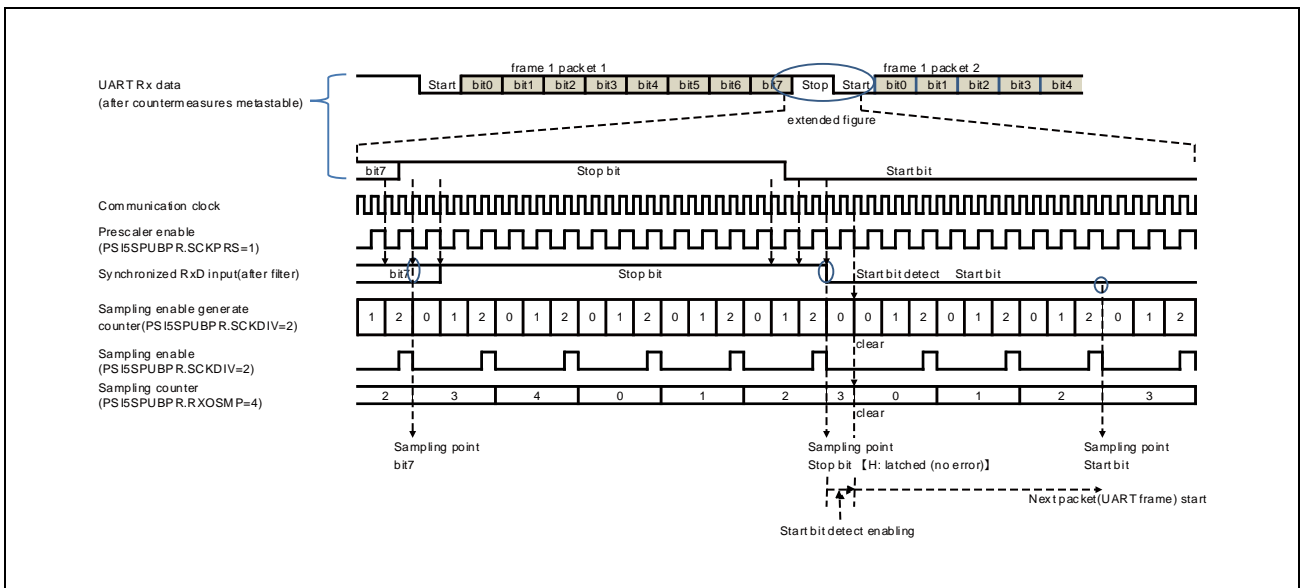 frame 1 packet 1
frame 1 packet 2
UART Rx data
(after countermeasures metastable)
Start bit0 bit1 bit2 bit3 bit4 bit5 bit6 bit7 Stop Start bit0 bit1 bit2 bit3 bit4
extended figure
bit7 Stop bit Start bit
Communication clock
Prescaler enable
(PSI5SPUBPR.SCKPRS=1)
Synchronized RxD input(after filter)
bit7 Stop bit Start bit detect Start bit
Sampling enable generate
counter(PSI5SPUBPR.SCKDIV=2)
1 2 0 1 2 0 1 2 0 1 2 0 1 2 0 1 2 0 0 1 2 0 1 2 0 1 2 0 1 2
clear
Sampling enable
(PSI5SPUBPR.SCKDIV=2)
Sampling counter
(PSI5SPUBPR.RXOSMP=4)
2 3 4 0 1 2 3 0 1 2 3
clear
Sampling point
bit7
Sampling point
Stop bit 【H: latched (no error)】
Sampling point
Start bit
Next packet(UART frame) start
Start bit detect enabling